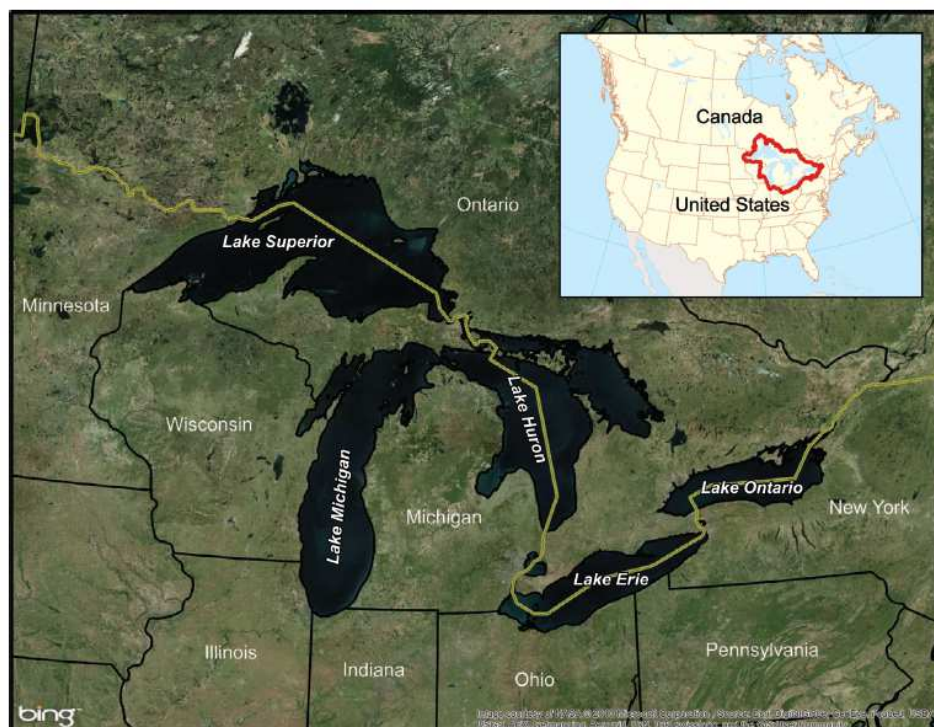 Canada
United States
Ontario
Lake Superior
Minnesota
Wisconsin
Lake Huron
Lake Michigan
Michigan
Lake Ontario
New York
Lake Erie
Illinois
Indiana
Ohio
Pennsylvania
bing